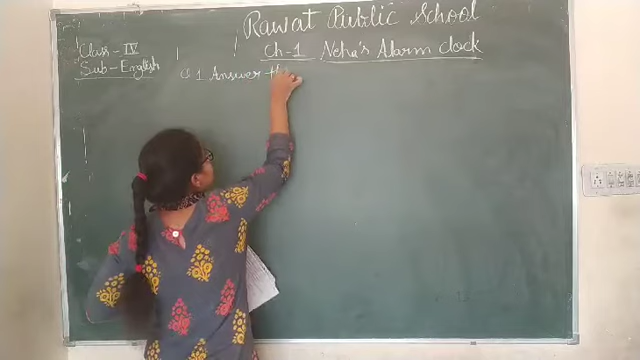 Rawat Public School
Class - IV
Ch-1 Neha's Alarm clock
Sub - English
Q 1 Answer